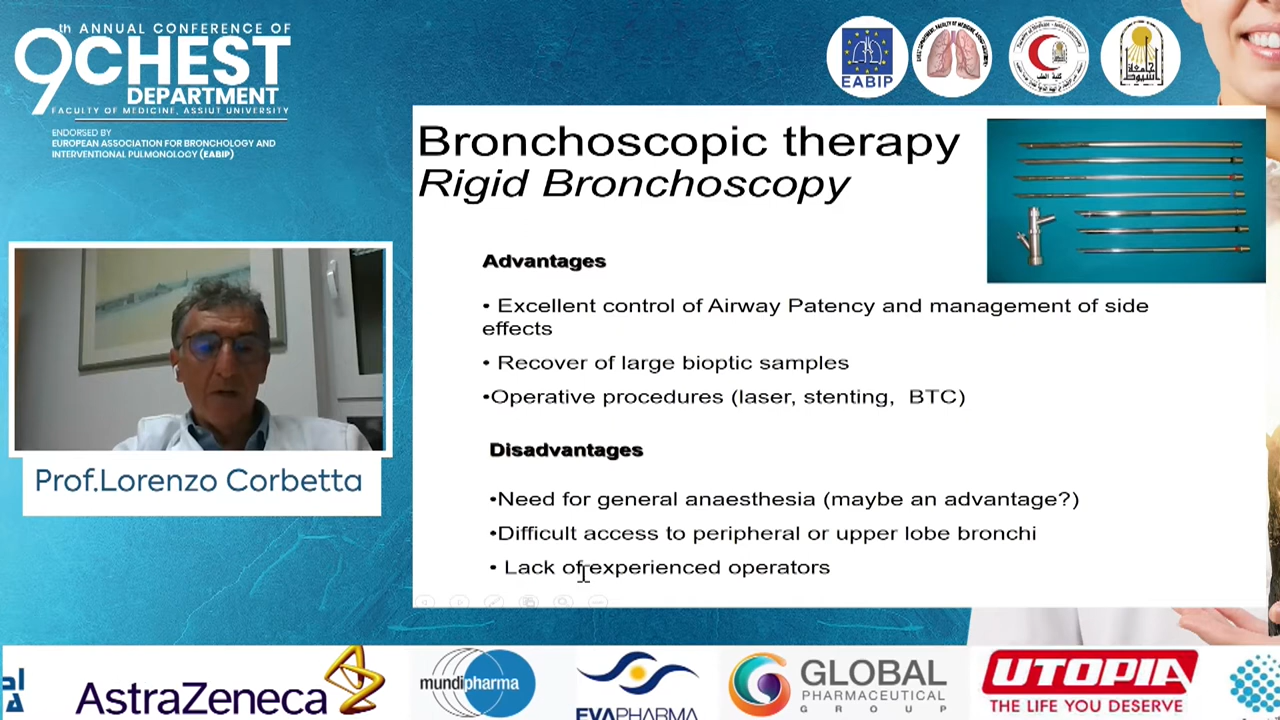 9th ANNUAL CONFERENCE OF
CHEST
DEPARTMENT
FACULTY OF MEDICINE, ASSIUT UNIVERSITY
ENDORSED BY
EUROPEAN ASSOCIATION FOR BRONCHOLOGY AND
INTERVENTIONAL PULMONOLOGY (EABIP)
EABIP
Bronchoscopic therapy
Rigid Bronchoscopy
Advantages
• Excellent control of Airway Patency and management of side
effects
• Recover of large bioptic samples
•Operative procedures (laser, stenting, BTC)
Disadvantages
•Need for general anaesthesia (maybe an advantage?)
•Difficult access to peripheral or upper lobe bronchi
• Lack of experienced operators
Prof.Lorenzo Corbetta
AstraZeneca
mundipharma
EVAPHARMA
GLOBAL
PHARMACEUTICAL
GROUP
UTOPIA
THE LIFE YOU DESERVE